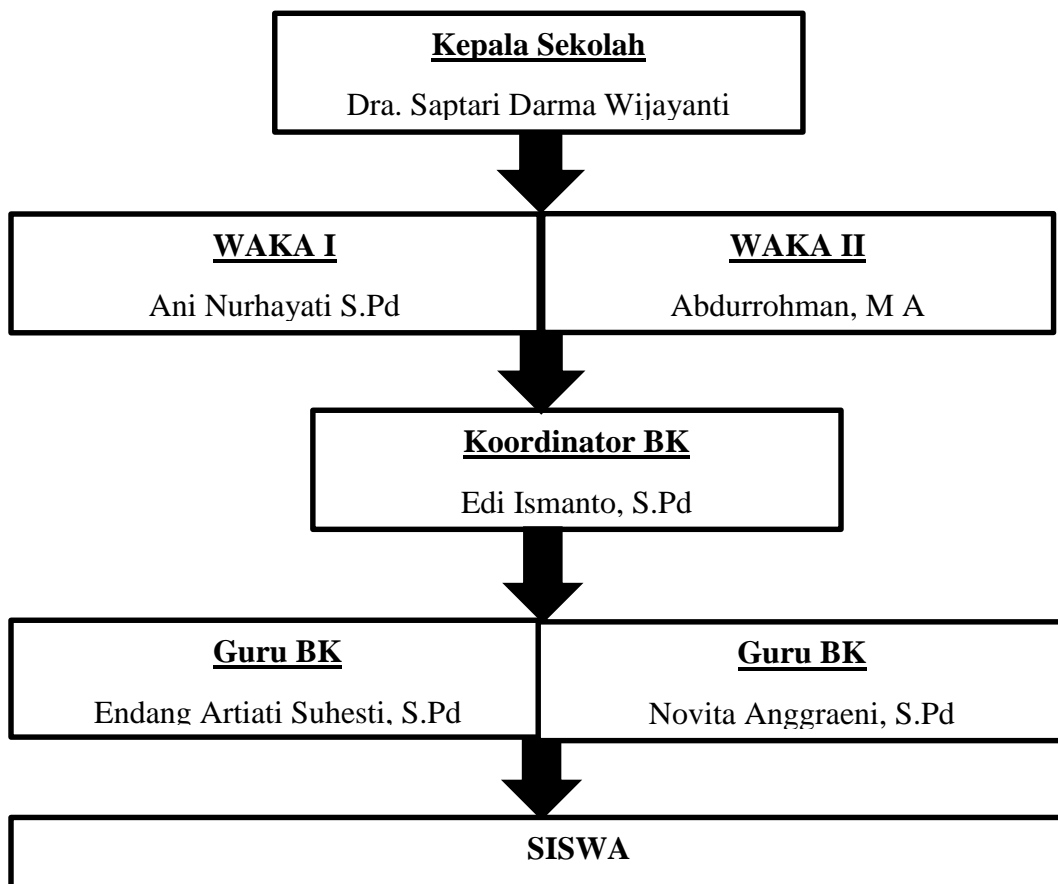 Kepala Sekolah
Dra. Saptari Darma Wijayanti
WAKA I
Ani Nurhayati S.Pd
WAKA II
Abdurrohman, M A
Koordinator BK
Edi Ismanto, S.Pd
Guru BK
Endang Artiati Suhesti, S.Pd
Guru BK
Novita Anggraeni, S.Pd
SISWA